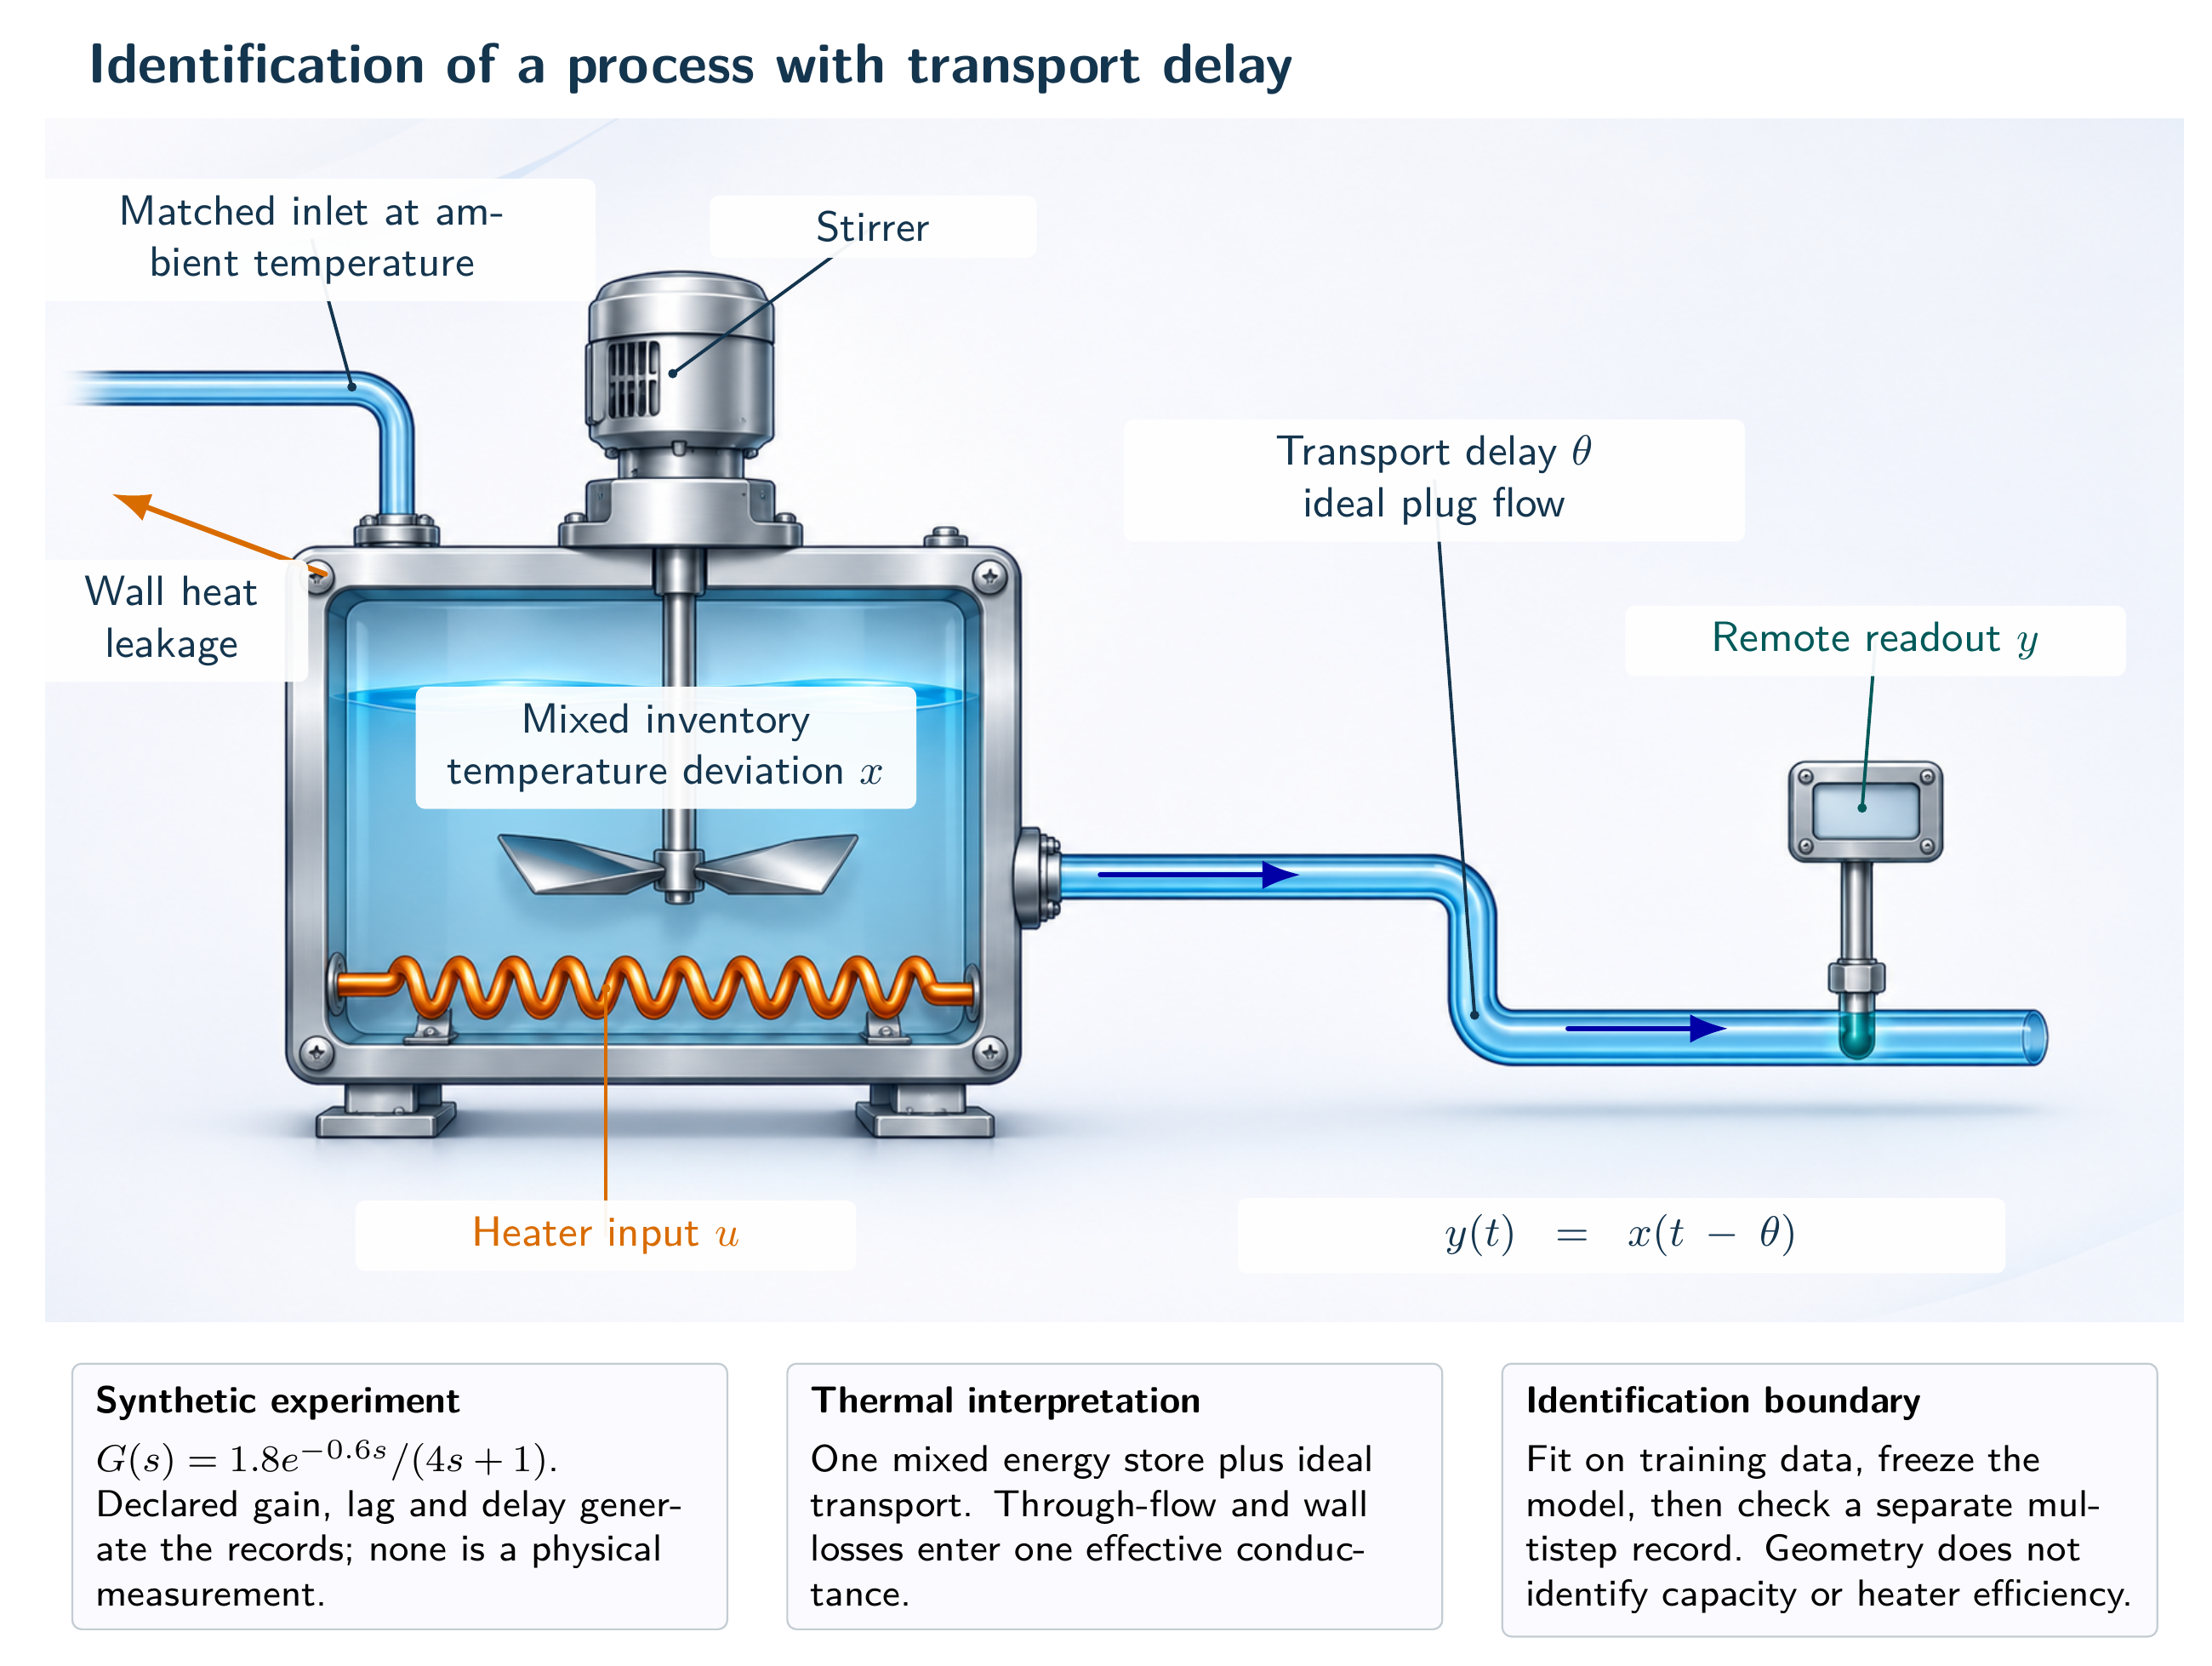 Identification of a process with transport delay
Matched inlet at am-
bient temperature
Stirrer
Transport delay θ
ideal plug flow
Wall heat
leakage
Remote readout y
Mixed inventory
temperature deviation x
Heater input u
y(t) = x(t − θ)
Synthetic experiment
G(s) = 1.8e^{−0.6s}/(4s + 1).
Declared gain, lag and delay gener-
ate the records; none is a physical
measurement.
Thermal interpretation
One mixed energy store plus ideal
transport. Through-flow and wall
losses enter one effective conduc-
tance.
Identification boundary
Fit on training data, freeze the
model, then check a separate mul-
tistep record. Geometry does not
identify capacity or heater efficiency.